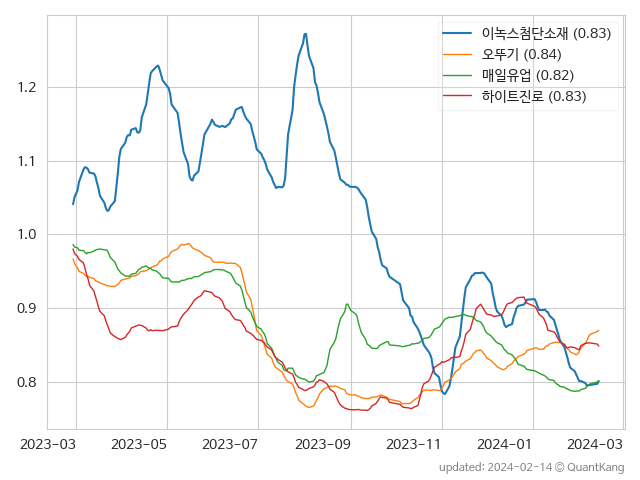 이녹스첨단소재 (0.83)
오뚜기 (0.84)
매일유업 (0.82)
하이트진로 (0.83)
1.2
1.1
1.0
0.9
0.8
2023-03 2023-05 2023-07 2023-09 2023-11 2024-01 2024-03
updated: 2024-02-14 © QuantKang